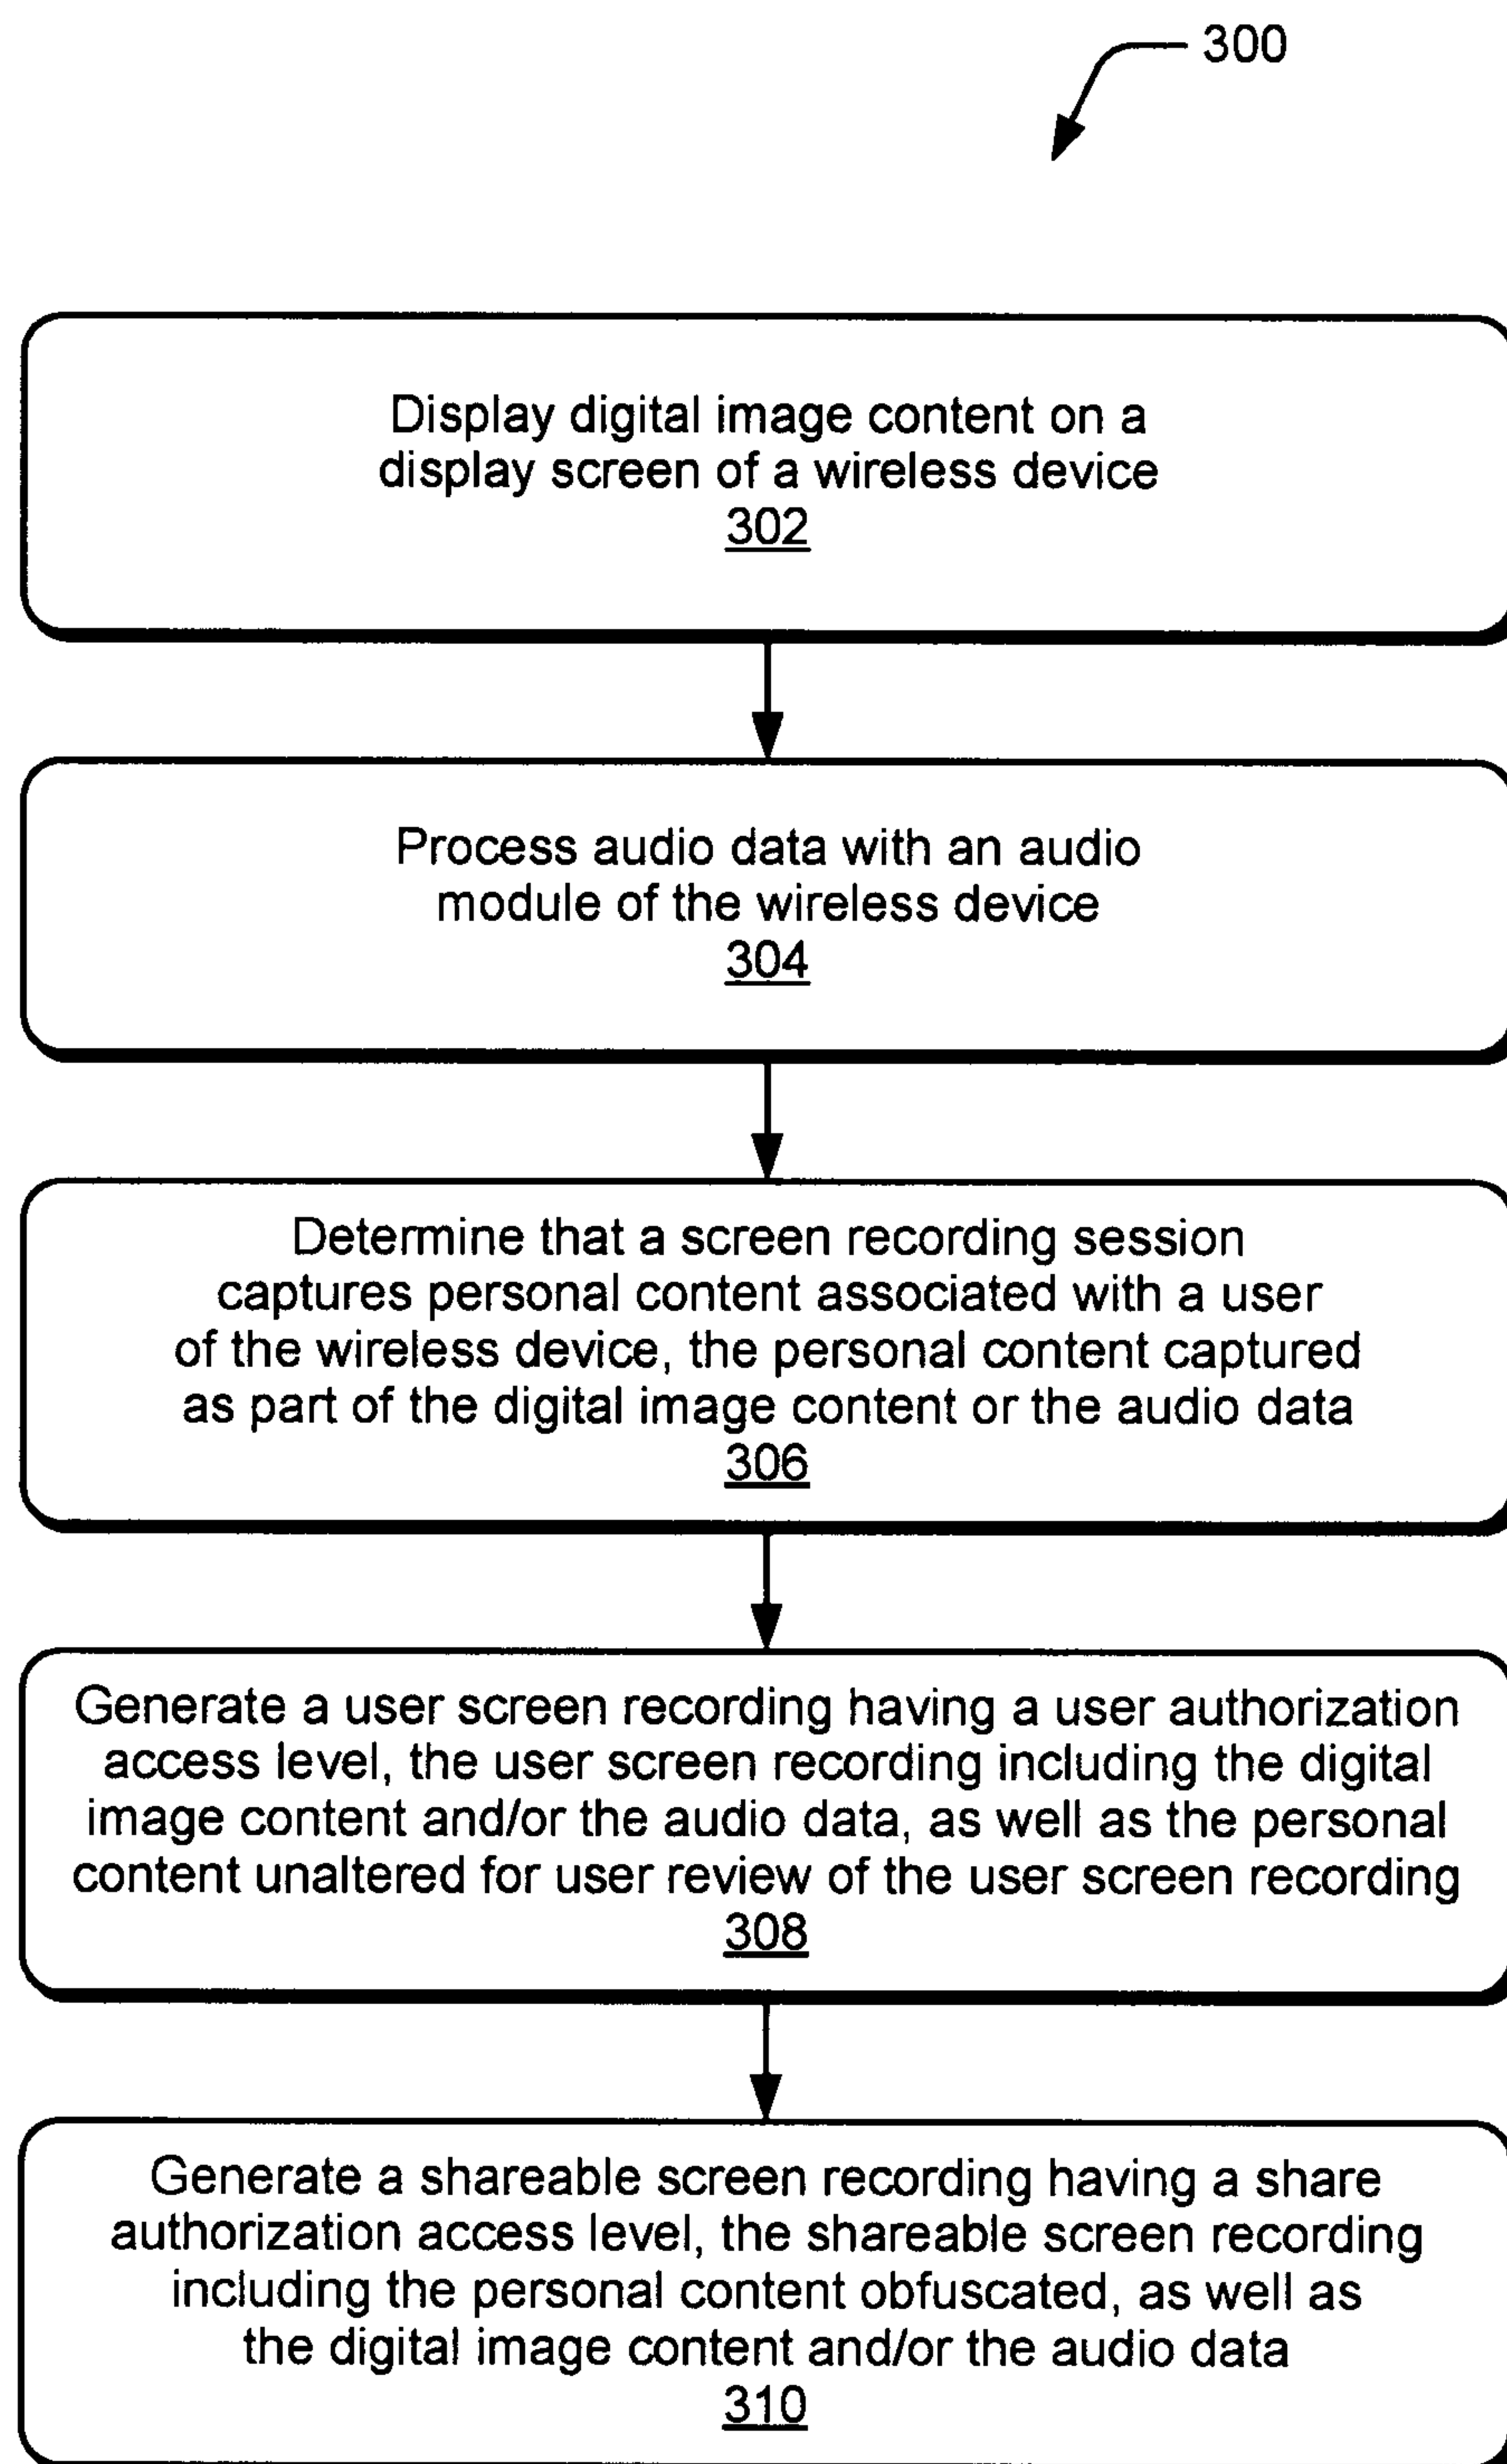 300
Display digital image content on a
display screen of a wireless device
302
Process audio data with an audio
module of the wireless device
304
Determine that a screen recording session
captures personal content associated with a user
of the wireless device, the personal content captured
as part of the digital image content or the audio data
306
Generate a user screen recording having a user authorization
access level, the user screen recording including the digital
image content and/or the audio data, as well as the personal
content unaltered for user review of the user screen recording
308
Generate a shareable screen recording having a share
authorization access level, the shareable screen recording
including the personal content obfuscated, as well as
the digital image content and/or the audio data
310